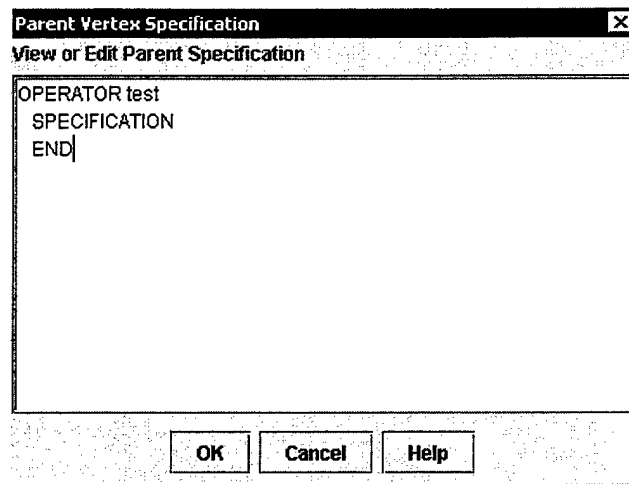 Parent Vertex Specification
View or Edit Parent Specification
OPERATOR test
SPECIFICATION
END
OK Cancel Help